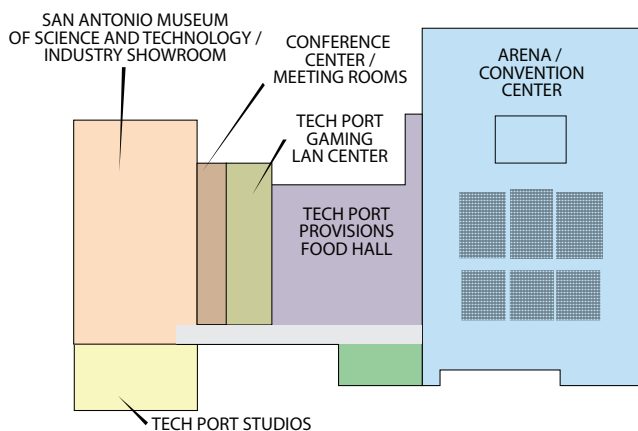 SAN ANTONIO MUSEUM
OF SCIENCE AND TECHNOLOGY /
INDUSTRY SHOWROOM
CONFERENCE
CENTER /
MEETING ROOMS
TECH PORT
GAMING
LAN CENTER
TECH PORT
PROVISIONS
FOOD HALL
ARENA /
CONVENTION
CENTER
TECH PORT STUDIOS